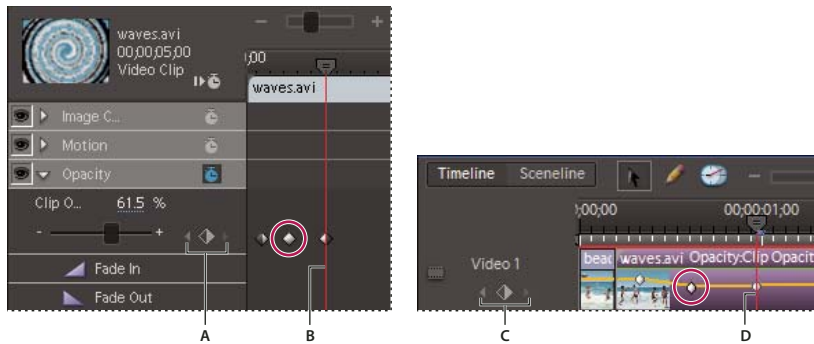 waves.avi
00;00;05;00
Video Clip
;00
waves.avi
Image C...
Motion
Opacity
Clip O... 61.5 %
- +
Fade In
Fade Out
A B
Timeline Sceneline
;00;00 00;00;01;00
Video 1
beac waves.avi Opacity:Clip Opacit
C D